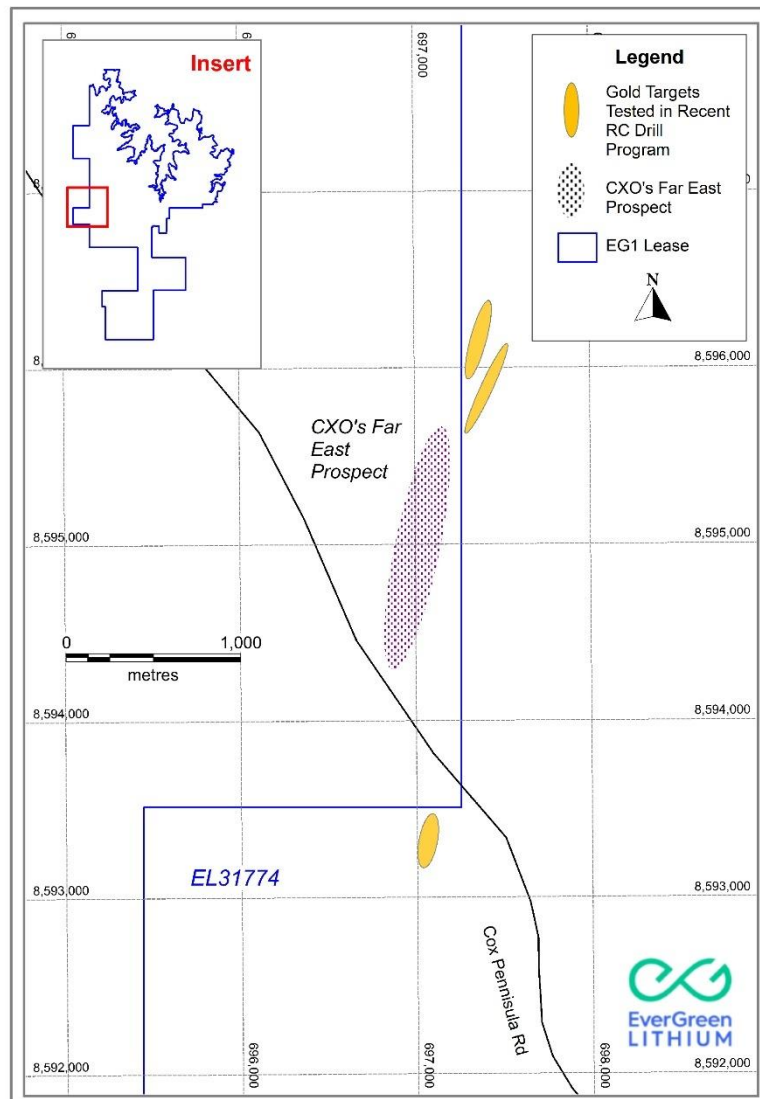 Insert
697,000
Legend
Gold Targets
Tested in Recent
RC Drill
Program
CXO's Far East
Prospect
EG1 Lease
N
8,596,000
CXO's Far
East
Prospect
8,595,000
8,595,000
0
1,000
metres
8,594,000
8,594,000
EL31774
8,593,000
8,593,000
Cox Pennisula Rd
EverGreen
LITHIUM
8,592,000
696,000
697,000
698,000
8,592,000